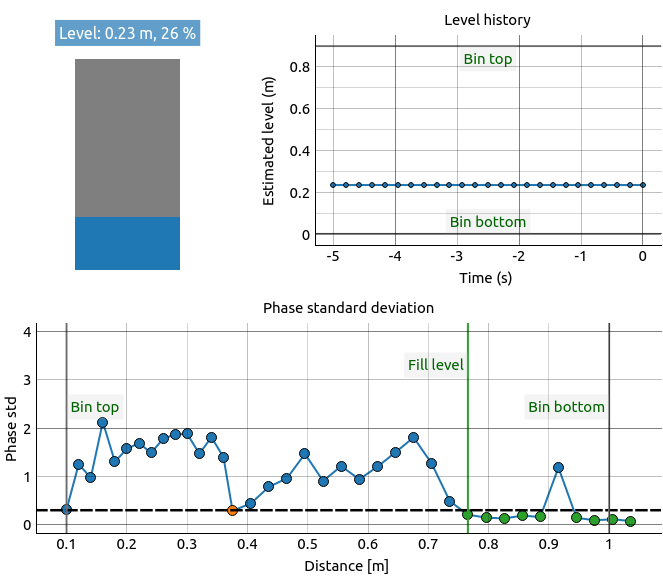 Level: 0.23 m, 26 %
Level history
Estimated level (m)
0.8
0.6
0.4
0.2
0
Bin top
Bin bottom
-5 -4 -3 -2 -1 0
Time (s)
Phase standard deviation
Phase std
4
3
2
1
0
Bin top
Fill level
Bin bottom
0.1 0.2 0.3 0.4 0.5 0.6 0.7 0.8 0.9 1
Distance [m]